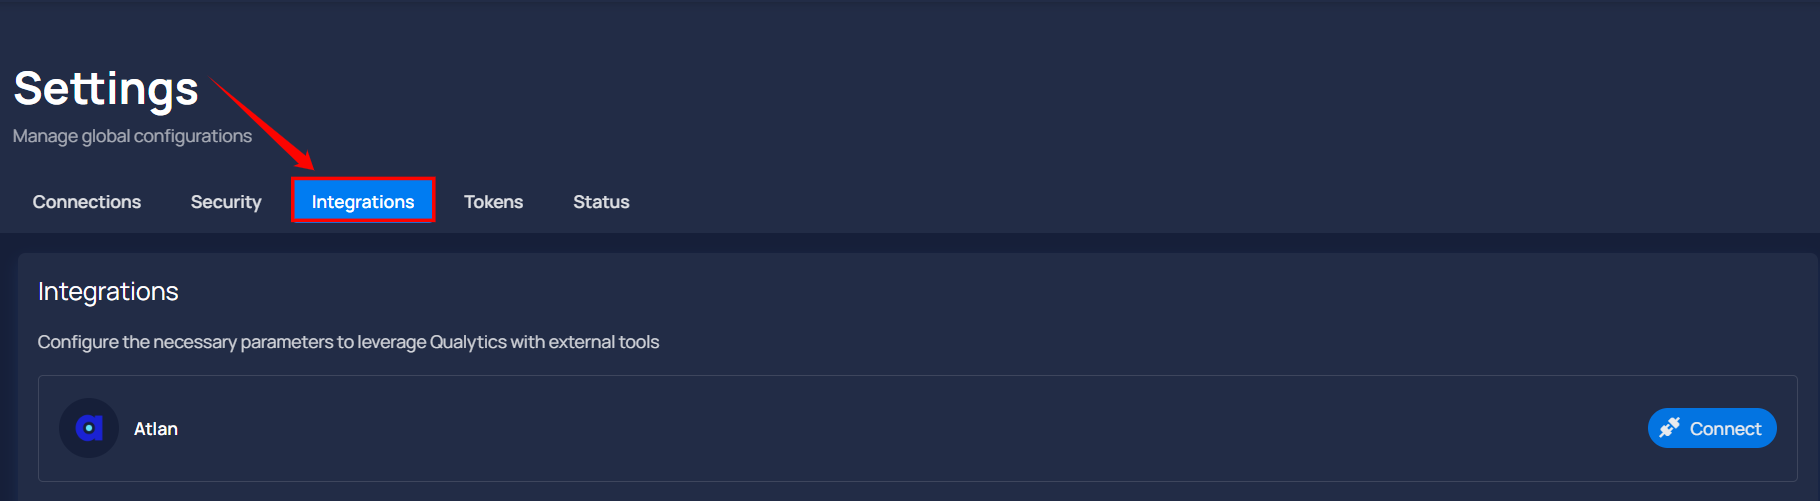 Settings
Manage global configurations
Connections Security Integrations Tokens Status
Integrations
Configure the necessary parameters to leverage Qualytics with external tools
Atlan Connect